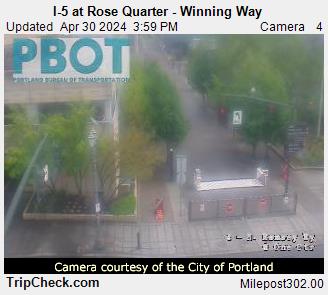 I-5 at Rose Quarter - Winning Way
Updated Apr 30 2024 3:59 PM Camera 4
PBOT
PORTLAND BUREAU OF TRANSPORTATION
Camera courtesy of the City of Portland
TripCheck.com Milepost302.00